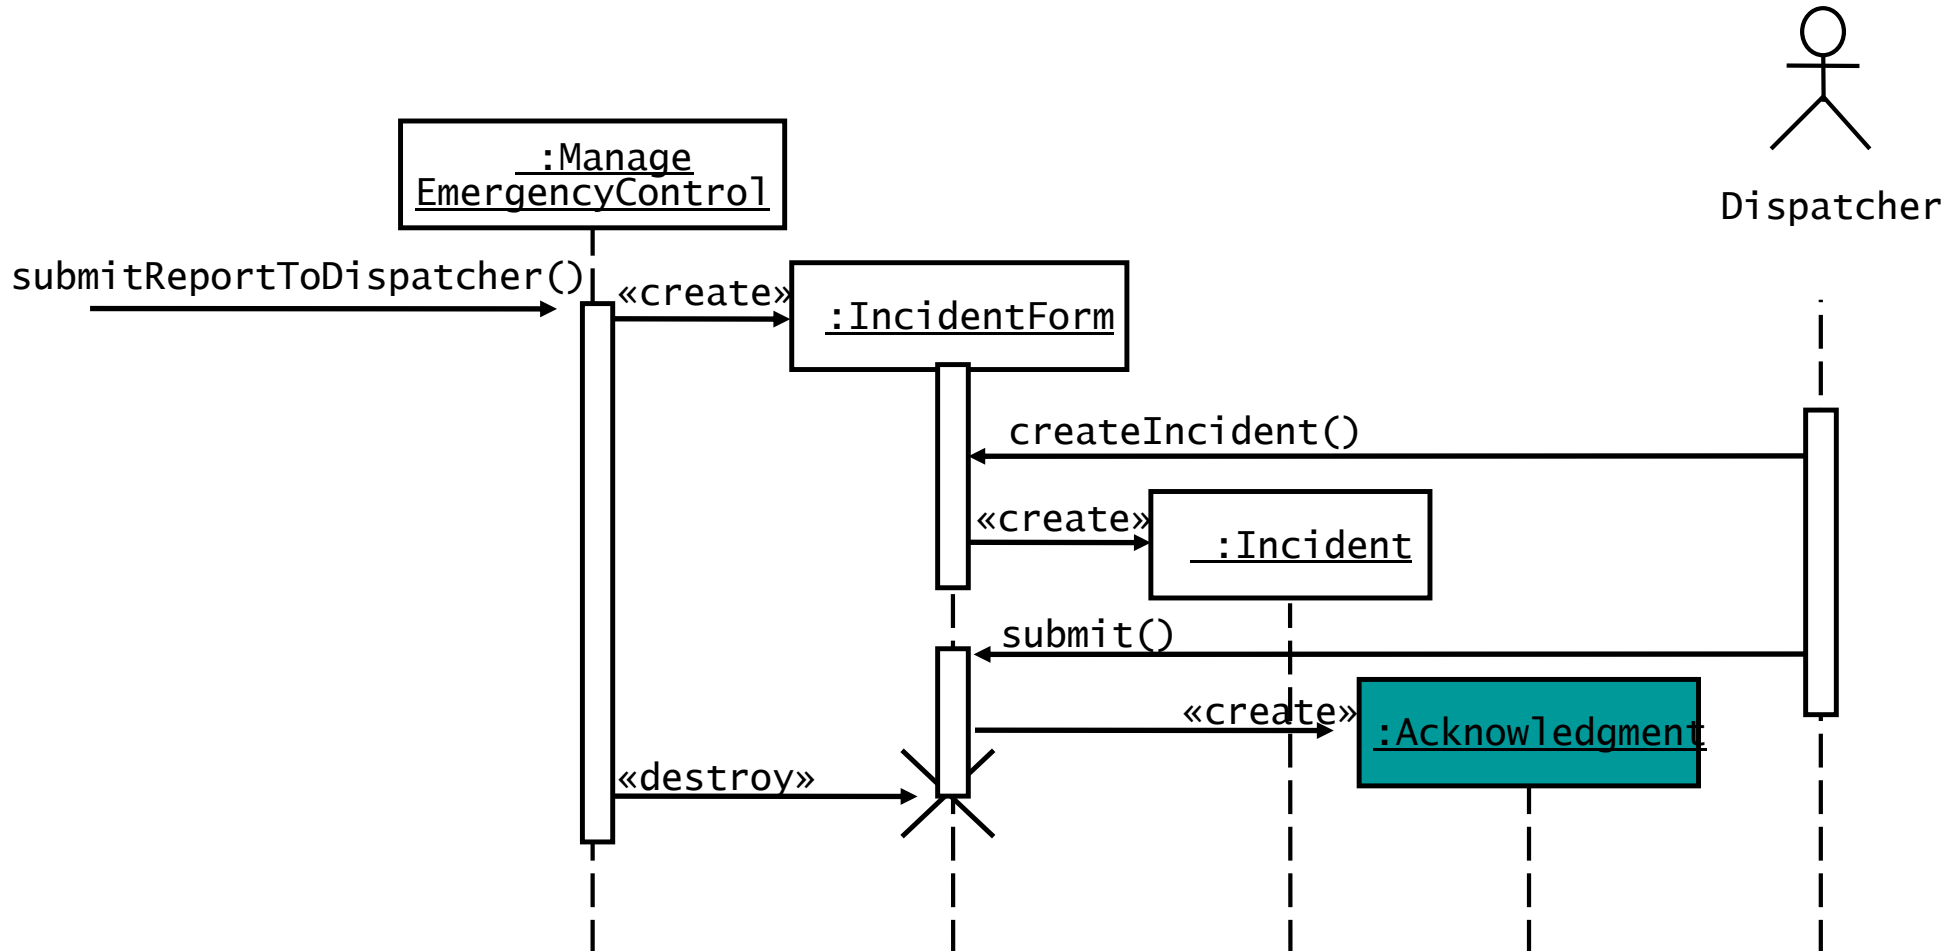 :Manage
EmergencyControl
Dispatcher
submitReportToDispatcher()
«create»
:IncidentForm
createIncident()
«create»
:Incident
submit()
«create»
:Acknowledgment
«destroy»